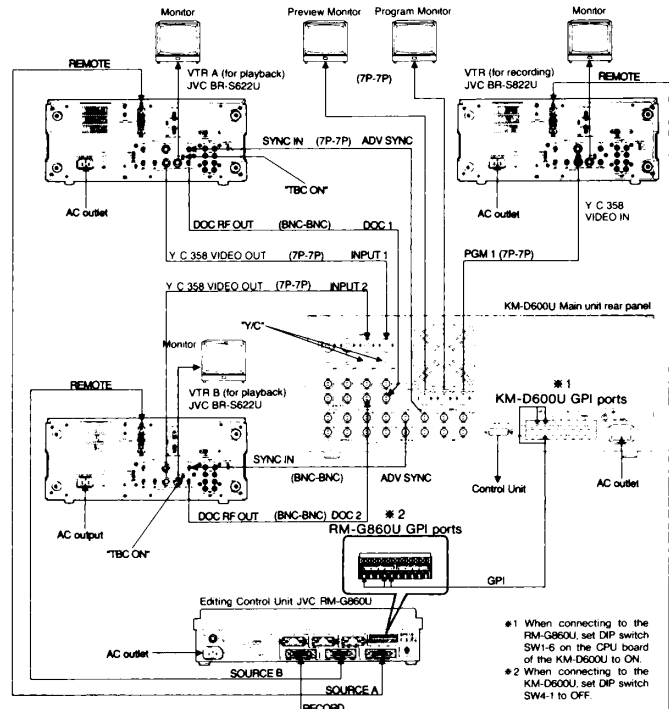 Monitor
Preview Monitor
Program Monitor
Monitor
REMOTE
VTR A (for playback)
JVC BR-S622U
(7P-7P)
VTR (for recording)
JVC BR-S822U
REMOTE
SYNC IN (7P-7P) ADV SYNC
"TBC ON"
AC outlet
AC outlet
DOC RF OUT (BNC-BNC) DOC 1
Y C 358 VIDEO IN
Y C 358 VIDEO OUT (7P-7P) INPUT 1
PGM 1 (7P-7P)
Y C 358 VIDEO OUT (7P-7P) INPUT 2
KM-D600U Main unit rear panel
"Y/C"
Monitor
REMOTE
VTR B (for playback)
JVC BR-S622U
※1
KM-D600U GPI ports
SYNC IN
(BNC-BNC) ADV SYNC
Control Unit
AC outlet
DOC RF OUT (BNC-BNC) DOC 2
AC output
"TBC ON"
※2
RM-G860U GPI ports
GPI
Editing Control Unit JVC RM-G860U
AC outlet
SOURCE B
SOURCE A
RECORD
※1 When connecting to the
RM-G860U, set DIP switch
SW1-6 on the CPU board
of the KM-D600U to ON.
※2 When connecting to the
KM-D600U, set DIP switch
SW4-1 to OFF.